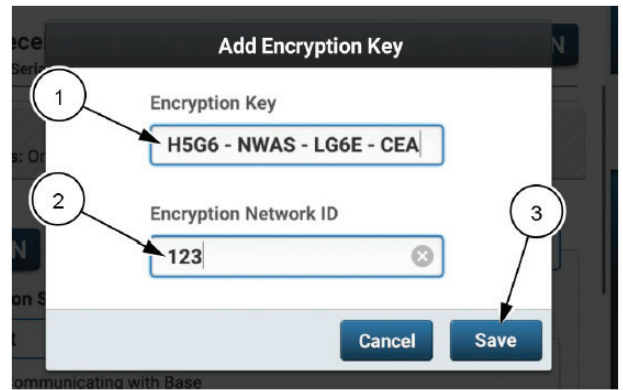 Add Encryption Key
N
1
Encryption Key
H5G6 - NWAS - LG6E - CEA
2
Encryption Network ID
3
123
N
Cancel
Save
ommunicating with Base